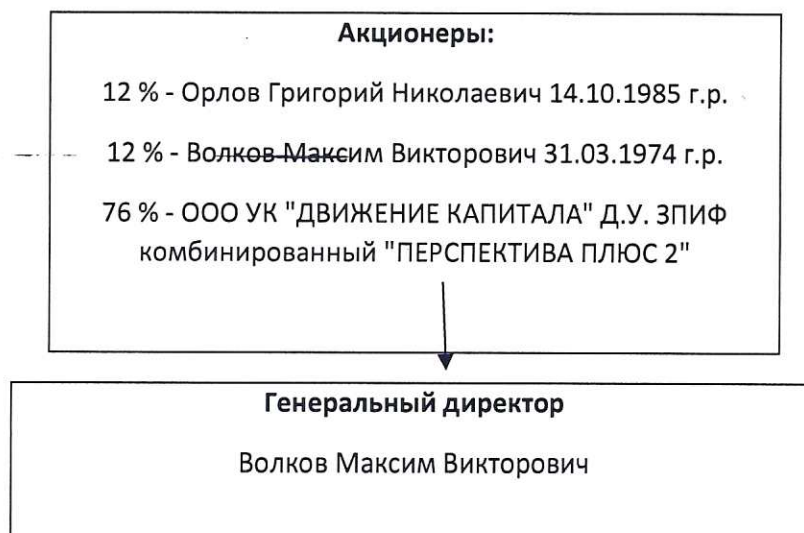 Акционеры:
12 % - Орлов Григорий Николаевич 14.10.1985 г.р.
12 % - Волков Максим Викторович 31.03.1974 г.р.
76 % - ООО УК "ДВИЖЕНИЕ КАПИТАЛА" Д.У. ЗПИФ
комбинированный "ПЕРСПЕКТИВА ПЛЮС 2"
Генеральный директор
Волков Максим Викторович